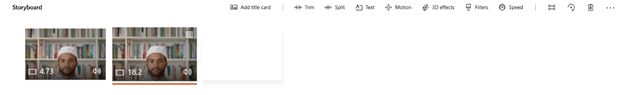 Storyboard
Add title card
Trim
Split
Text
Motion
3D effects
Filters
Speed
4.73
18.2